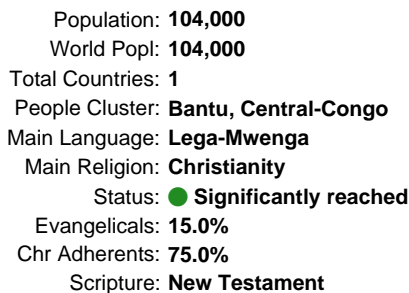 Population: 104,000
World Popl: 104,000
Total Countries: 1
People Cluster: Bantu, Central-Congo
Main Language: Lega-Mwenga
Main Religion: Christianity
Status: Significantly reached
Evangelicals: 15.0%
Chr Adherents: 75.0%
Scripture: New Testament